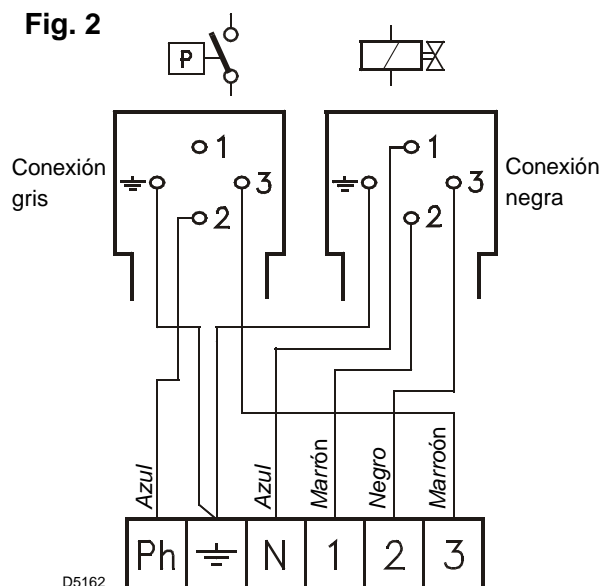 Fig. 2
P
1
3
2
Conexión
gris
1
3
2
Conexión
negra
Azul
Azul
Marrón
Negro
Marroón
Ph
N
1
2
3
D5162